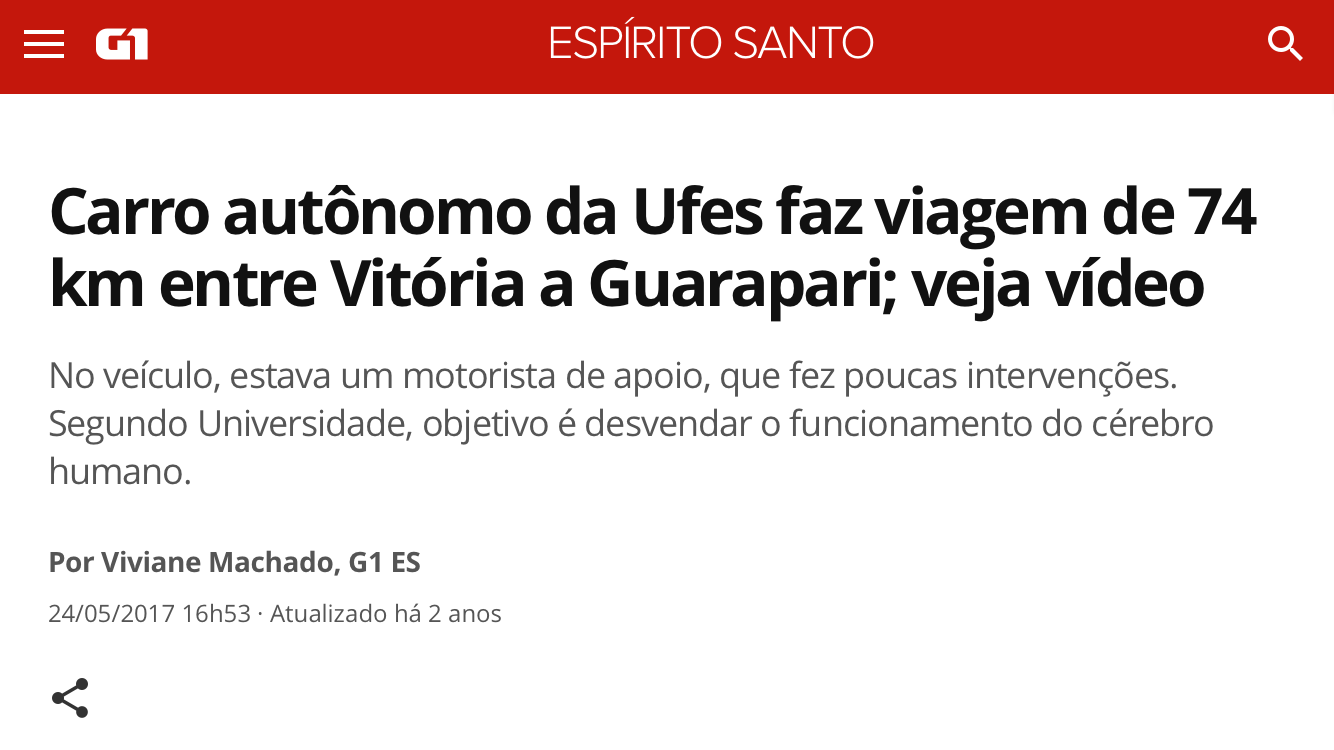 G1
ESPÍRITO SANTO
Carro autônomo da Ufes faz viagem de 74
km entre Vitória a Guarapari; veja vídeo
No veículo, estava um motorista de apoio, que fez poucas intervenções.
Segundo Universidade, objetivo é desvendar o funcionamento do cérebro
humano.
Por Viviane Machado, G1 ES
24/05/2017 16h53 · Atualizado há 2 anos